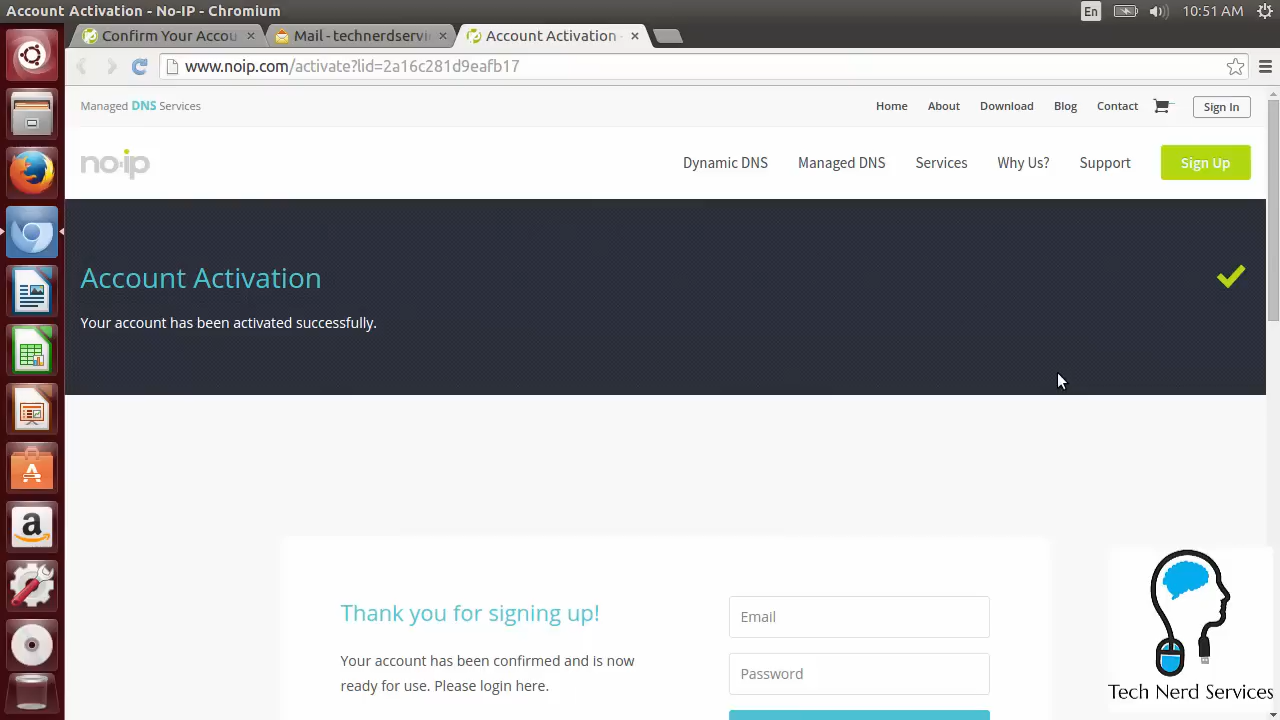 Account Activation - No-IP - Chromium
En
10:51 AM
Confirm Your Accou
Mail - technerdservi
Account Activation -
www.noip.com/activate?lid=2a16c281d9eafb17
Managed DNS Services
Home
About
Download
Blog
Contact
Sign In
no-ip
Dynamic DNS
Managed DNS
Services
Why Us?
Support
Sign Up
Account Activation
Your account has been activated successfully.
Thank you for signing up!
Your account has been confirmed and is now
ready for use. Please login here.
Email
Password
Tech Nerd Services